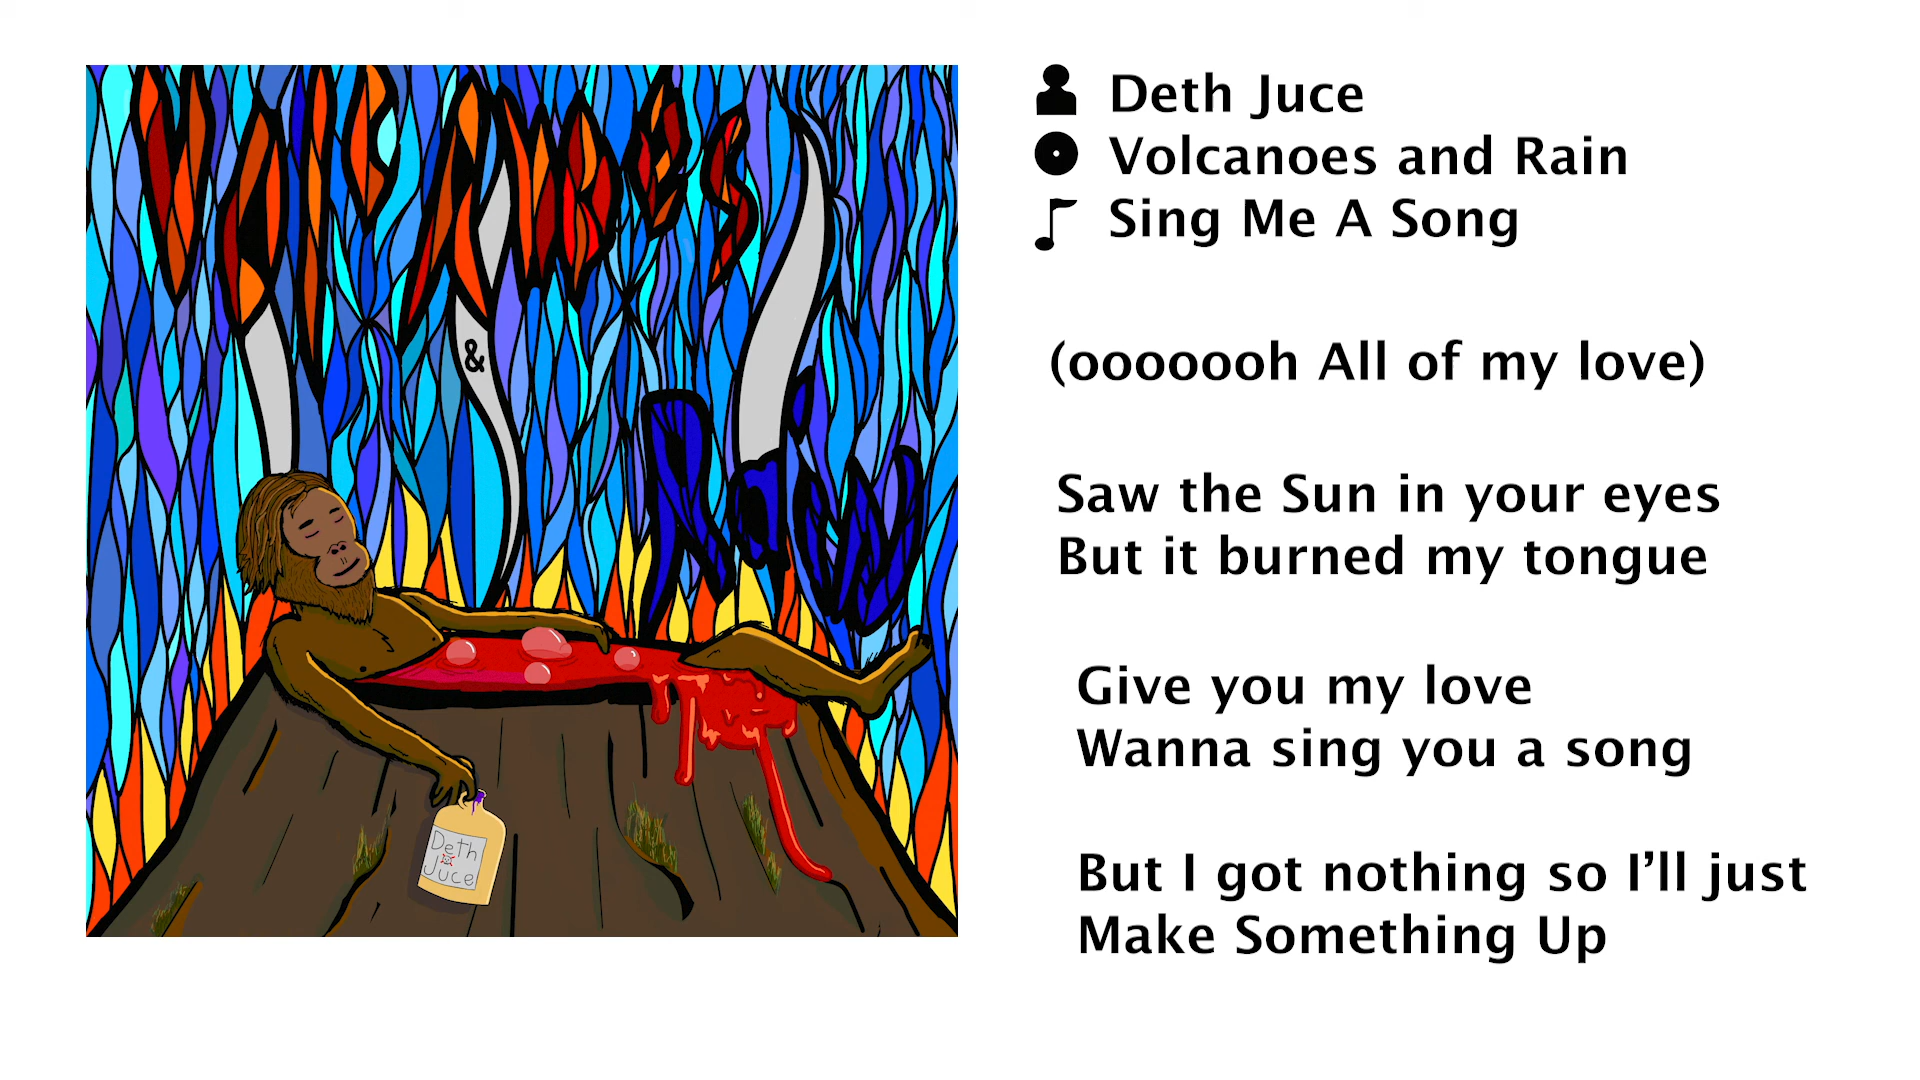 Volcanoes
&
Rain
Deth
Juce
Deth Juce
Volcanoes and Rain
Sing Me A Song
(ooooooh All of my love)
Saw the Sun in your eyes
But it burned my tongue
Give you my love
Wanna sing you a song
But I got nothing so I’ll just
Make Something Up